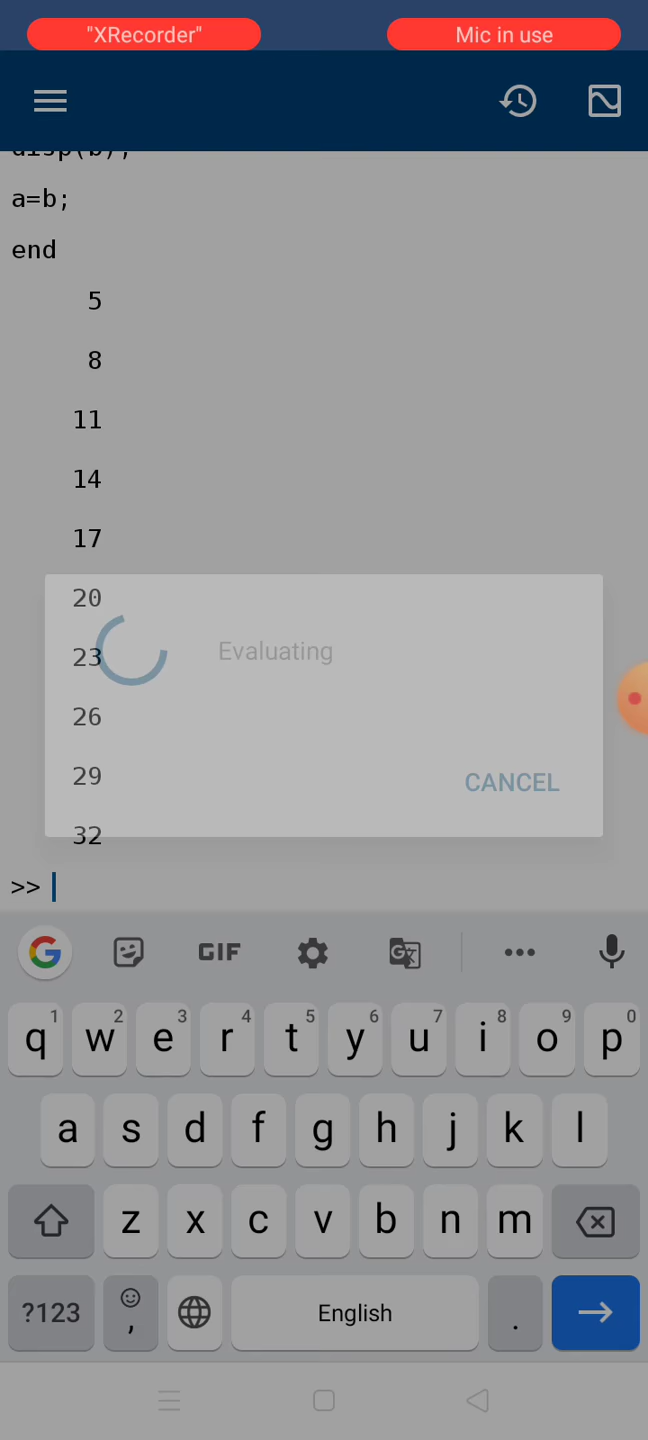 "XRecorder" Mic in use
disp(b);
a=b;
end
5
8
11
14
17
20
23
Evaluating
26
29
CANCEL
32
>>
G GIF G
1 2 3 4 5 6 7 8 9 0
q w e r t y u i o p
a s d f g h j k l
z x c v b n m
?123 , English .